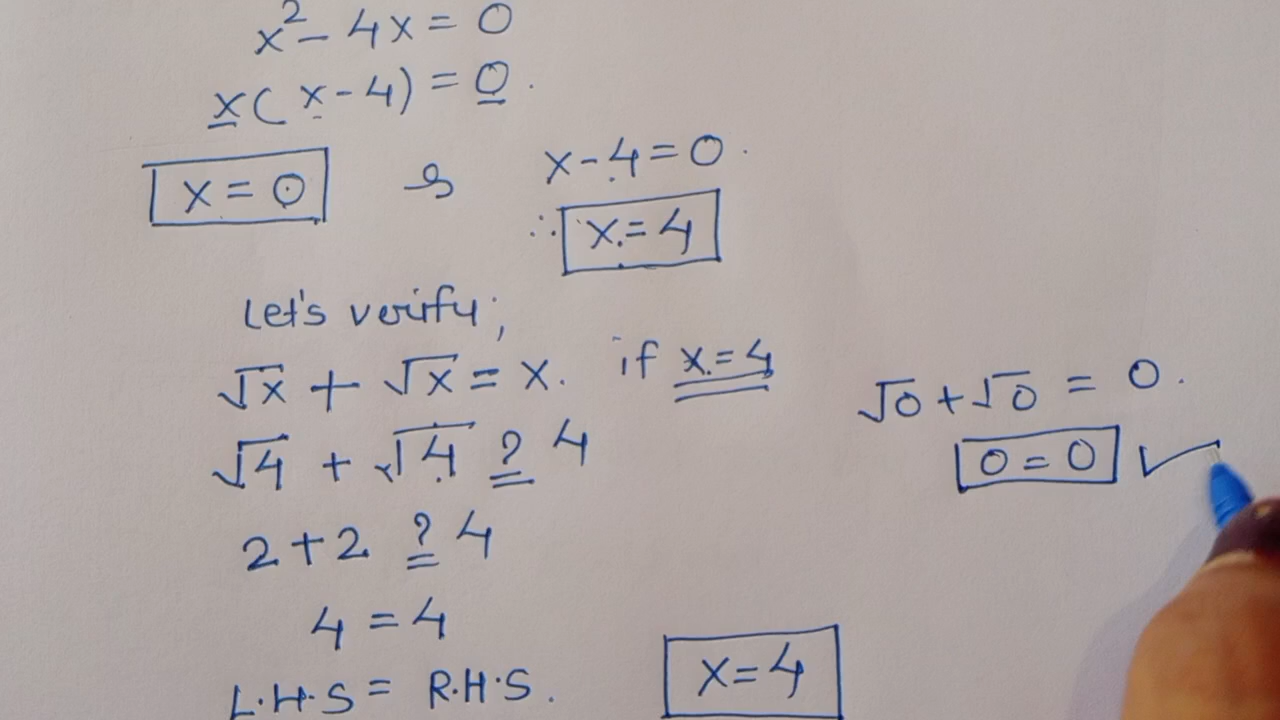 x² - 4x = 0
x(x-4) = 0.
x = 0 & x-4=0.
∴ x = 4
Let's verify;
√x + √x = x. if x=4
√4 + √4 ≟ 4
2+2 ≟ 4
4 = 4
L.H.S = R.H.S.
x=4
√0 + √0 = 0.
0 = 0 ✓